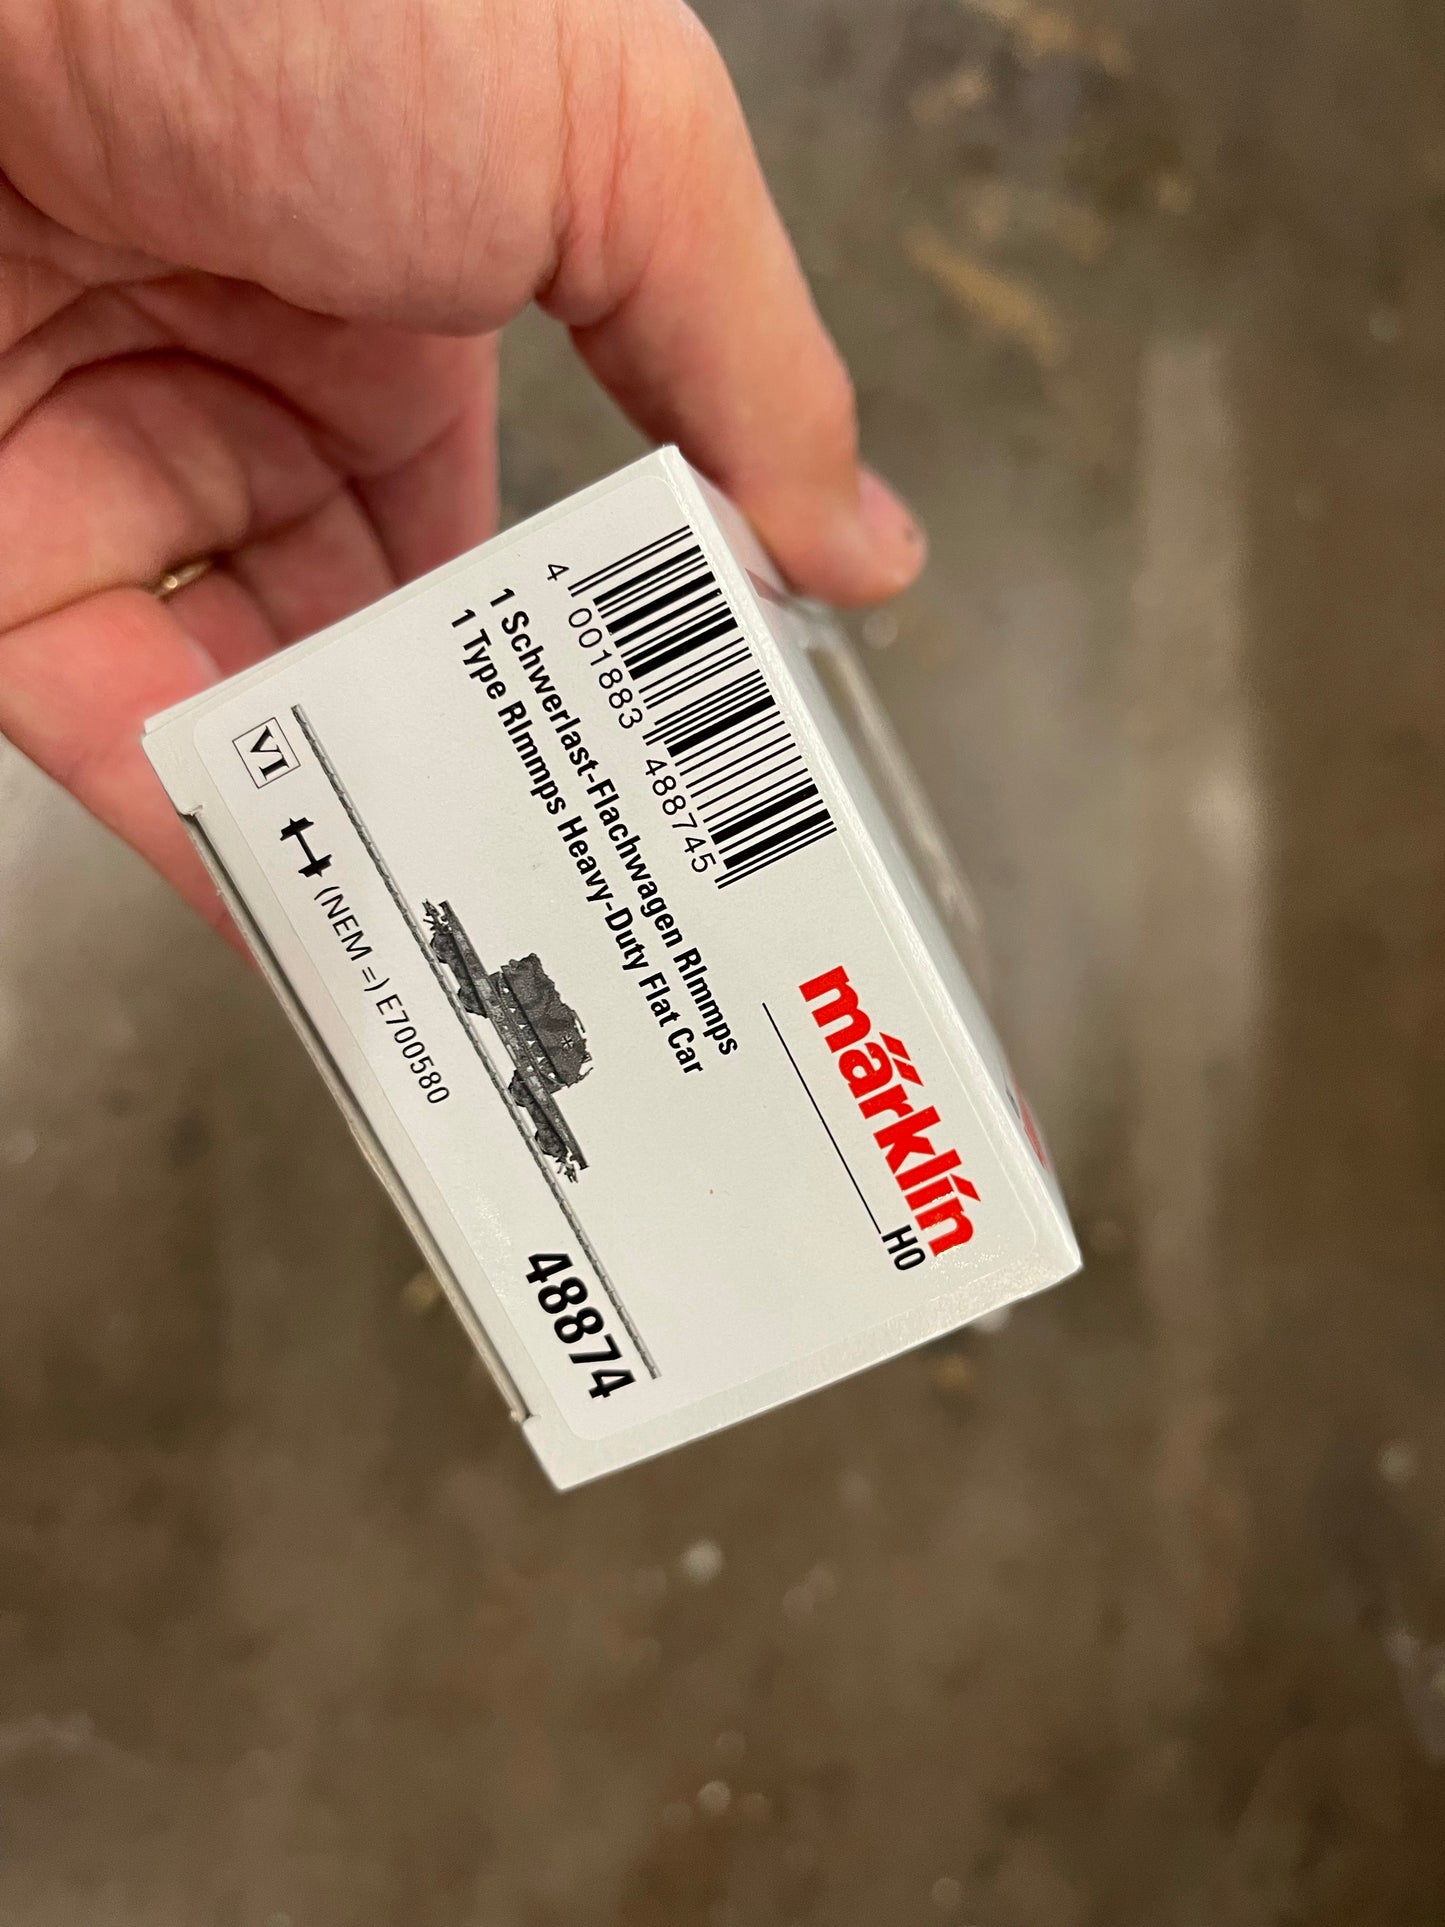 märklin
H0
4 001883 488745
1 Schwerlast-Flachwagen Rlmmps
1 Type Rlmmps Heavy-Duty Flat Car
VI
(NEM =) E700580
48874